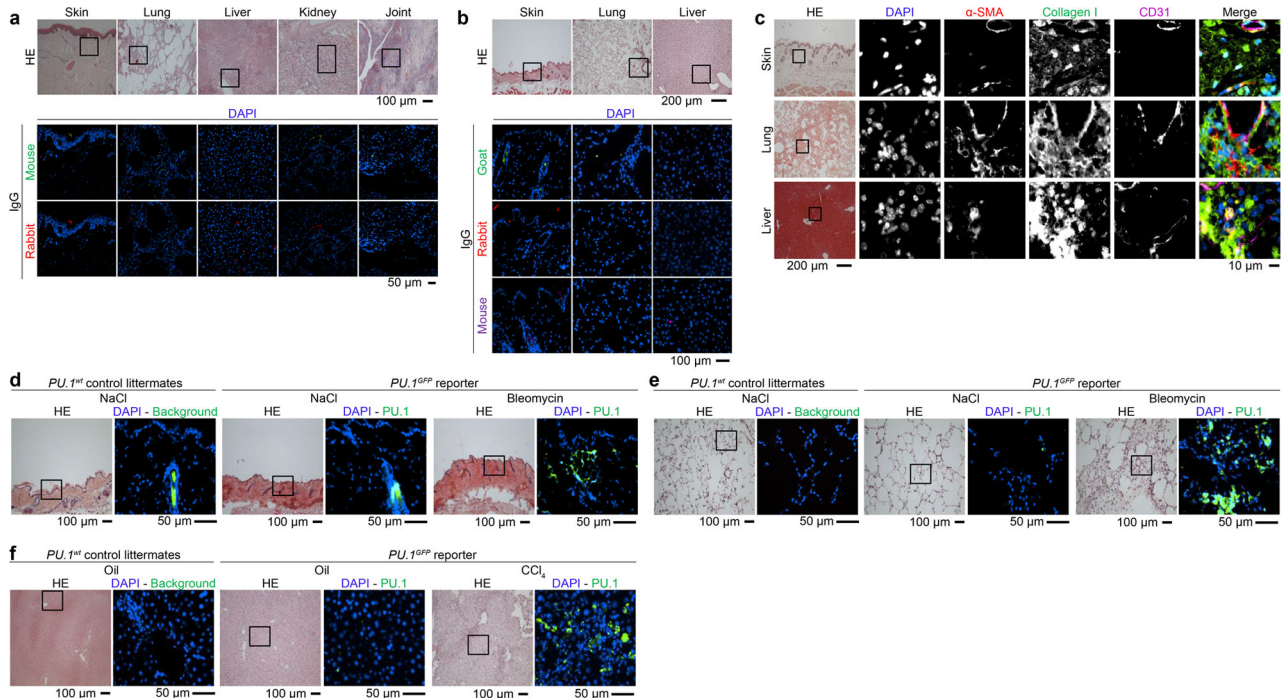 a
Skin Lung Liver Kidney Joint
HE
100 µm
DAPI
IgG
Mouse
Rabbit
50 µm
b
Skin Lung Liver
HE
200 µm
DAPI
IgG
Goat
Rabbit
Mouse
100 µm
c
HE DAPI α-SMA Collagen I CD31 Merge
Skin
Lung
Liver
200 µm 10 µm
d
PU.1wt control littermates PU.1GFP reporter
NaCl NaCl Bleomycin
HE DAPI - Background HE DAPI - PU.1 HE DAPI - PU.1
100 µm 50 µm 100 µm 50 µm 100 µm 50 µm
e
PU.1wt control littermates PU.1GFP reporter
NaCl NaCl Bleomycin
HE DAPI - Background HE DAPI - PU.1 HE DAPI - PU.1
100 µm 50 µm 100 µm 50 µm 100 µm 50 µm
f
PU.1wt control littermates PU.1GFP reporter
Oil Oil CCl4
HE DAPI - Background HE DAPI - PU.1 HE DAPI - PU.1
100 µm 50 µm 100 µm 50 µm 100 µm 50 µm